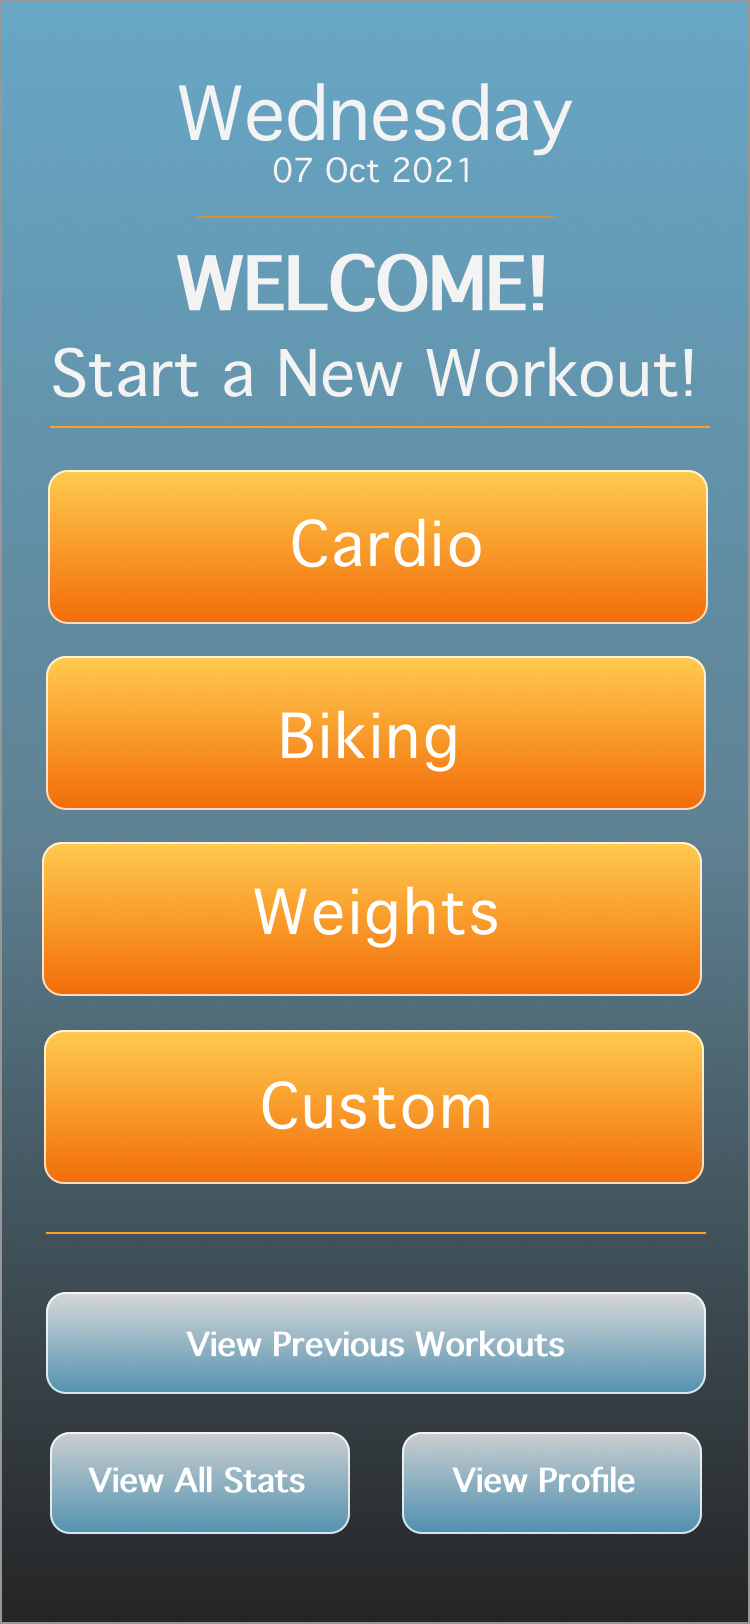 Wednesday
07 Oct 2021
WELCOME!
Start a New Workout!
Cardio
Biking
Weights
Custom
View Previous Workouts
View All Stats
View Profile